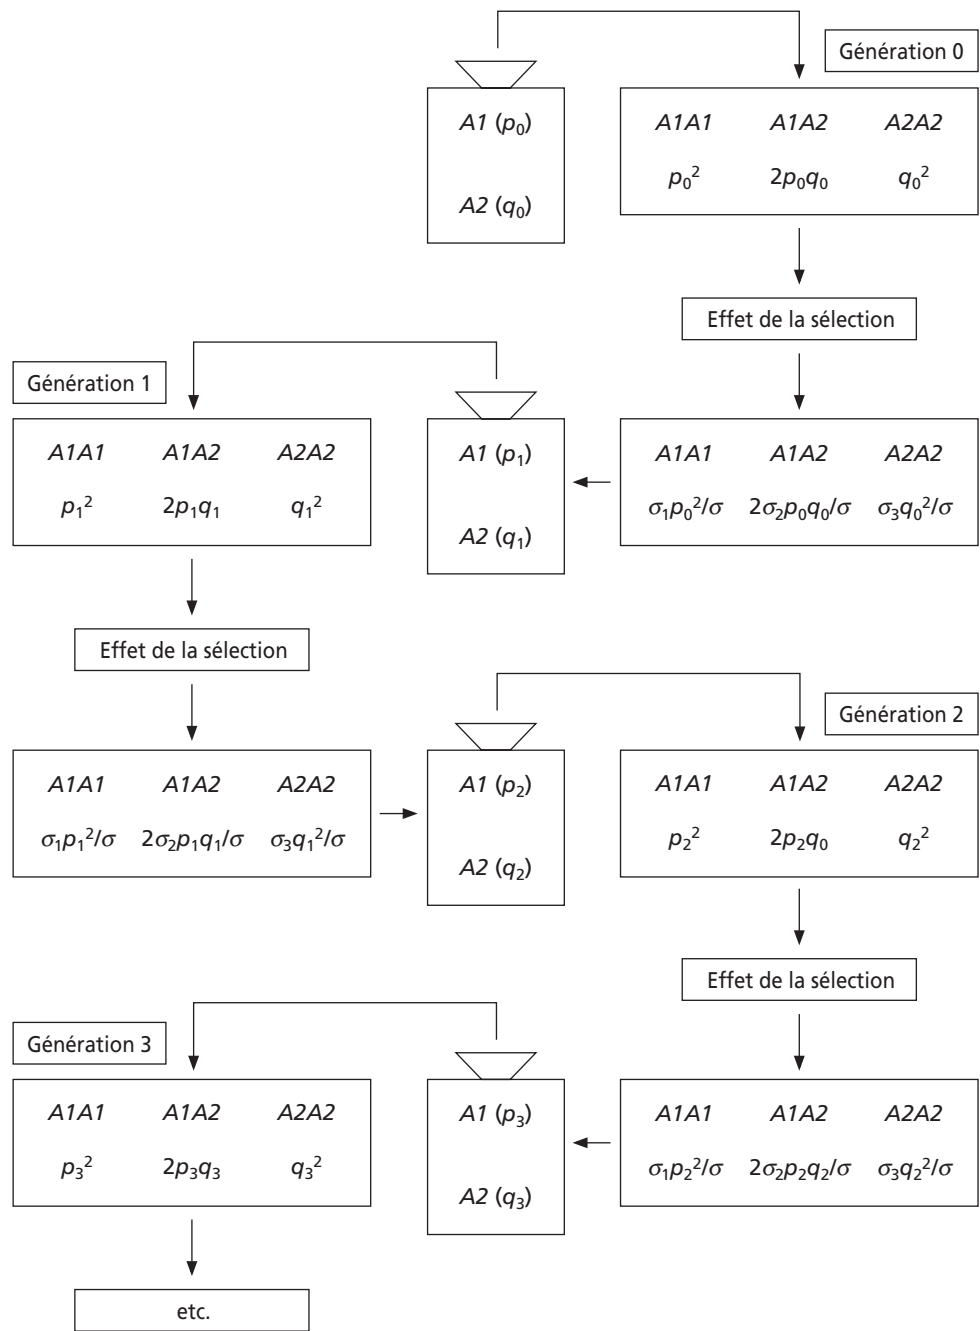 Génération 0
A1 (p₀)
A2 (q₀)
A1A1 A1A2 A2A2
p₀² 2p₀q₀ q₀²
Effet de la sélection
A1A1 A1A2 A2A2
σ₁p₀²/σ 2σ₂p₀q₀/σ σ₃q₀²/σ
A1 (p₁)
A2 (q₁)
Génération 1
A1A1 A1A2 A2A2
p₁² 2p₁q₁ q₁²
Effet de la sélection
A1A1 A1A2 A2A2
σ₁p₁²/σ 2σ₂p₁q₁/σ σ₃q₁²/σ
A1 (p₂)
A2 (q₂)
Génération 2
A1A1 A1A2 A2A2
p₂² 2p₂q₀ q₂²
Effet de la sélection
A1A1 A1A2 A2A2
σ₁p₂²/σ 2σ₂p₂q₂/σ σ₃q₂²/σ
A1 (p₃)
A2 (q₃)
Génération 3
A1A1 A1A2 A2A2
p₃² 2p₃q₃ q₃²
etc.